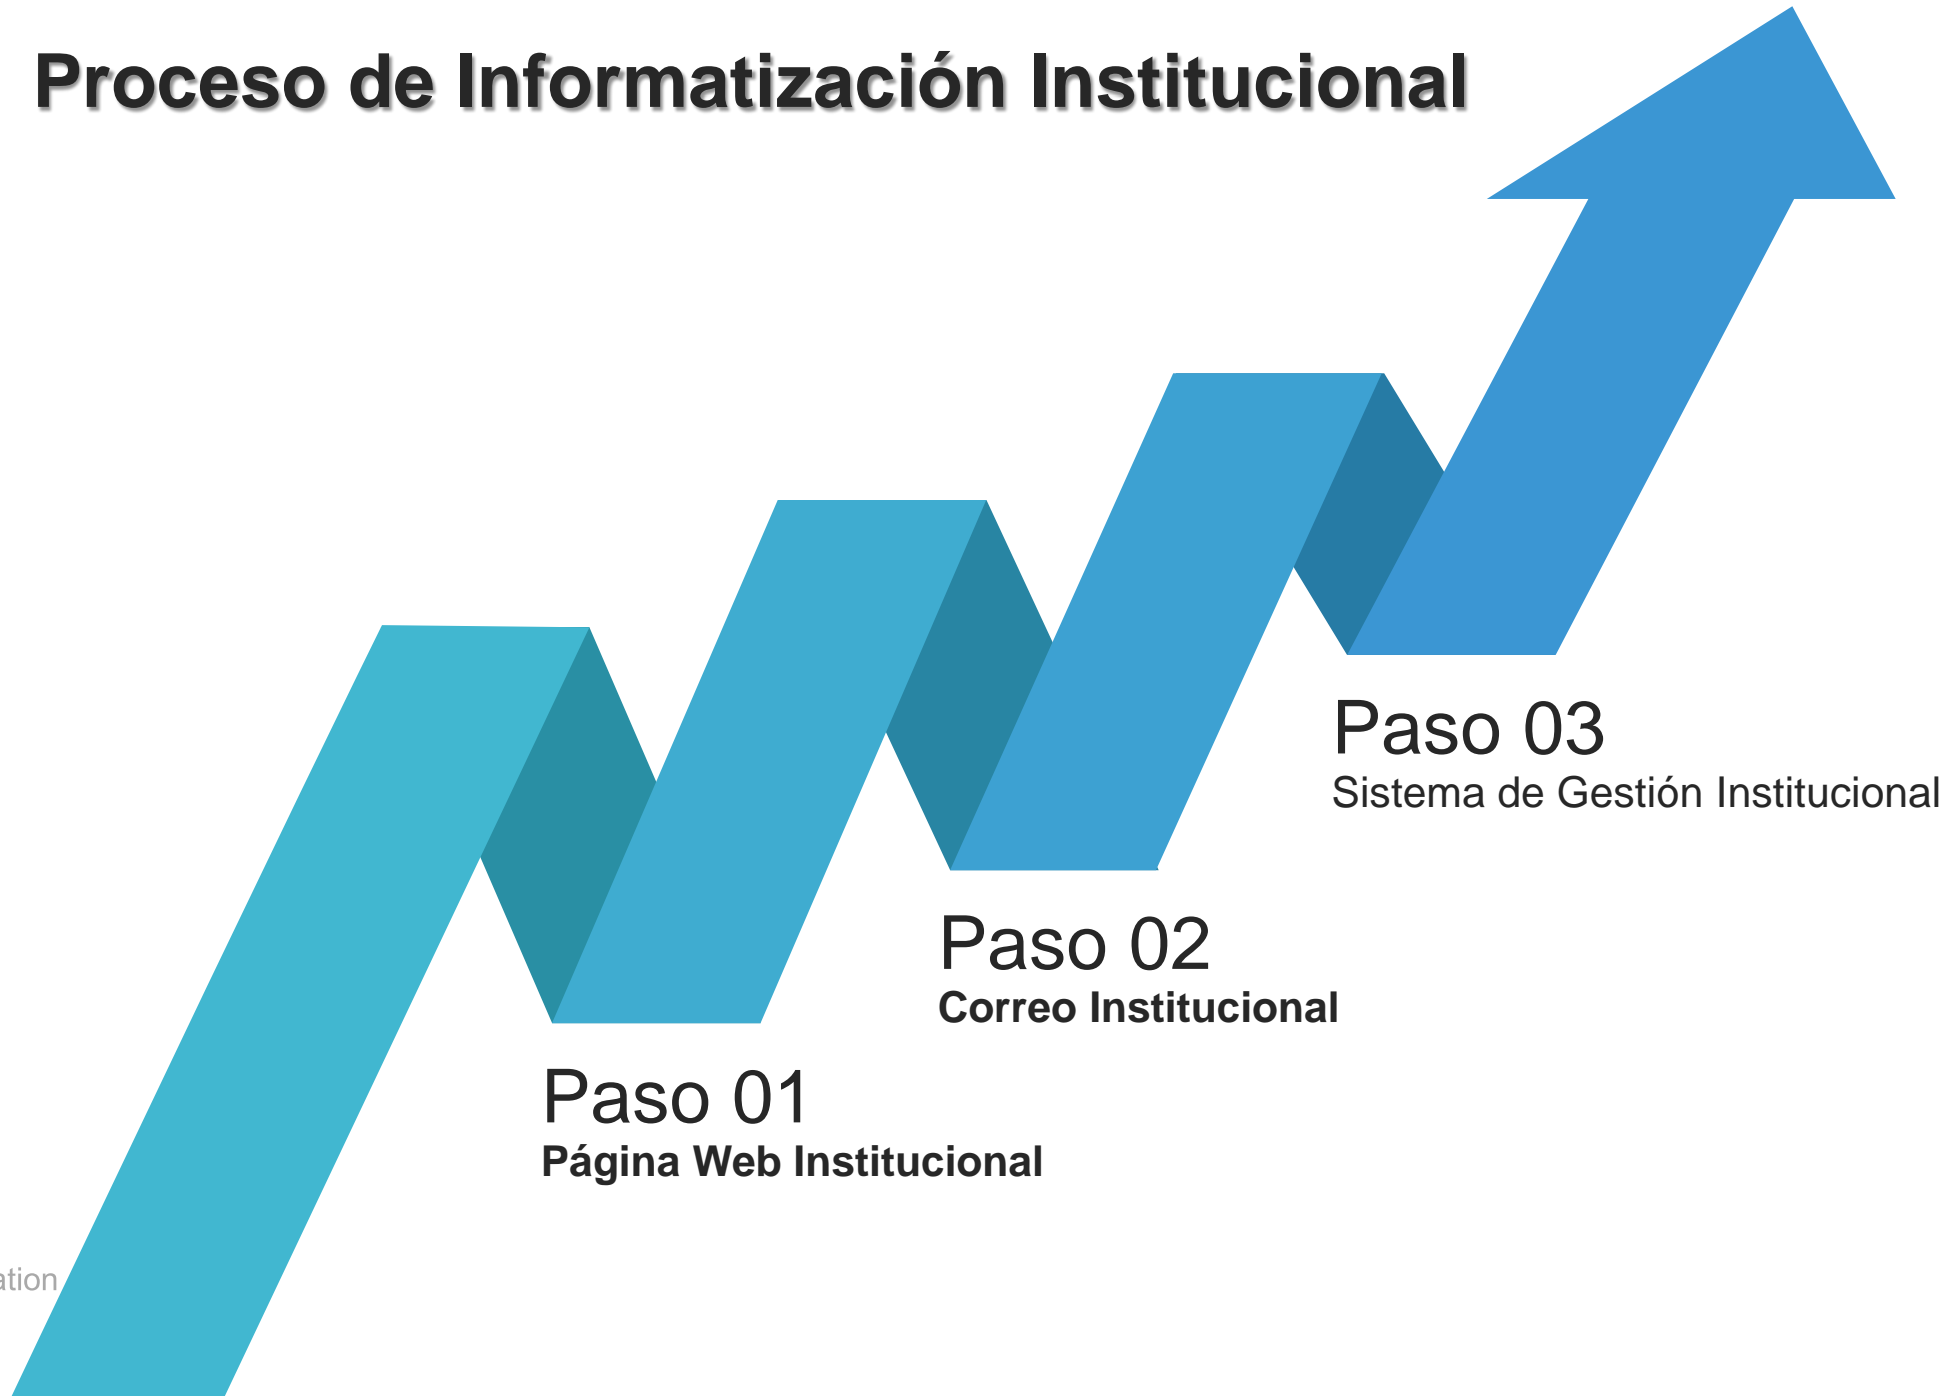 Proceso de Informatización Institucional
Paso 03
Sistema de Gestión Institucional
Paso 02
Correo Institucional
Paso 01
Página Web Institucional